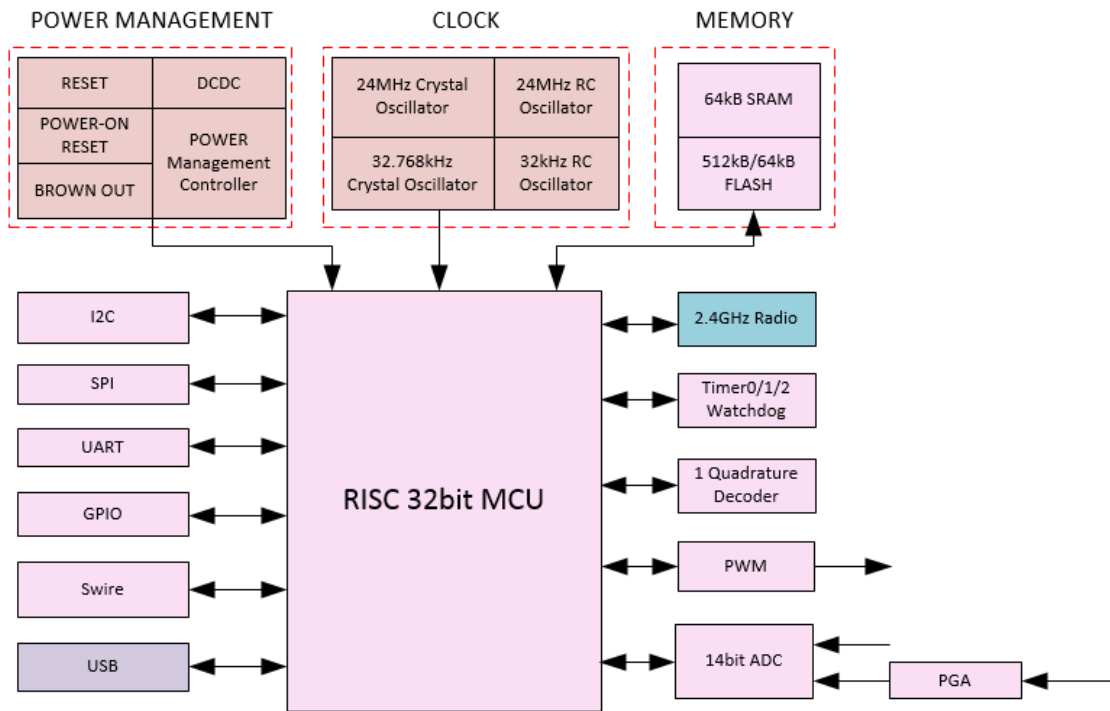 POWER MANAGEMENT
CLOCK
MEMORY
RESET
DCDC
POWER-ON
RESET
POWER
Management
Controller
BROWN OUT
24MHz Crystal
Oscillator
24MHz RC
Oscillator
32.768kHz
Crystal Oscillator
32kHz RC
Oscillator
64kB SRAM
512kB/64kB
FLASH
I2C
SPI
UART
GPIO
Swire
USB
RISC 32bit MCU
2.4GHz Radio
Timer0/1/2
Watchdog
1 Quadrature
Decoder
PWM
14bit ADC
PGA